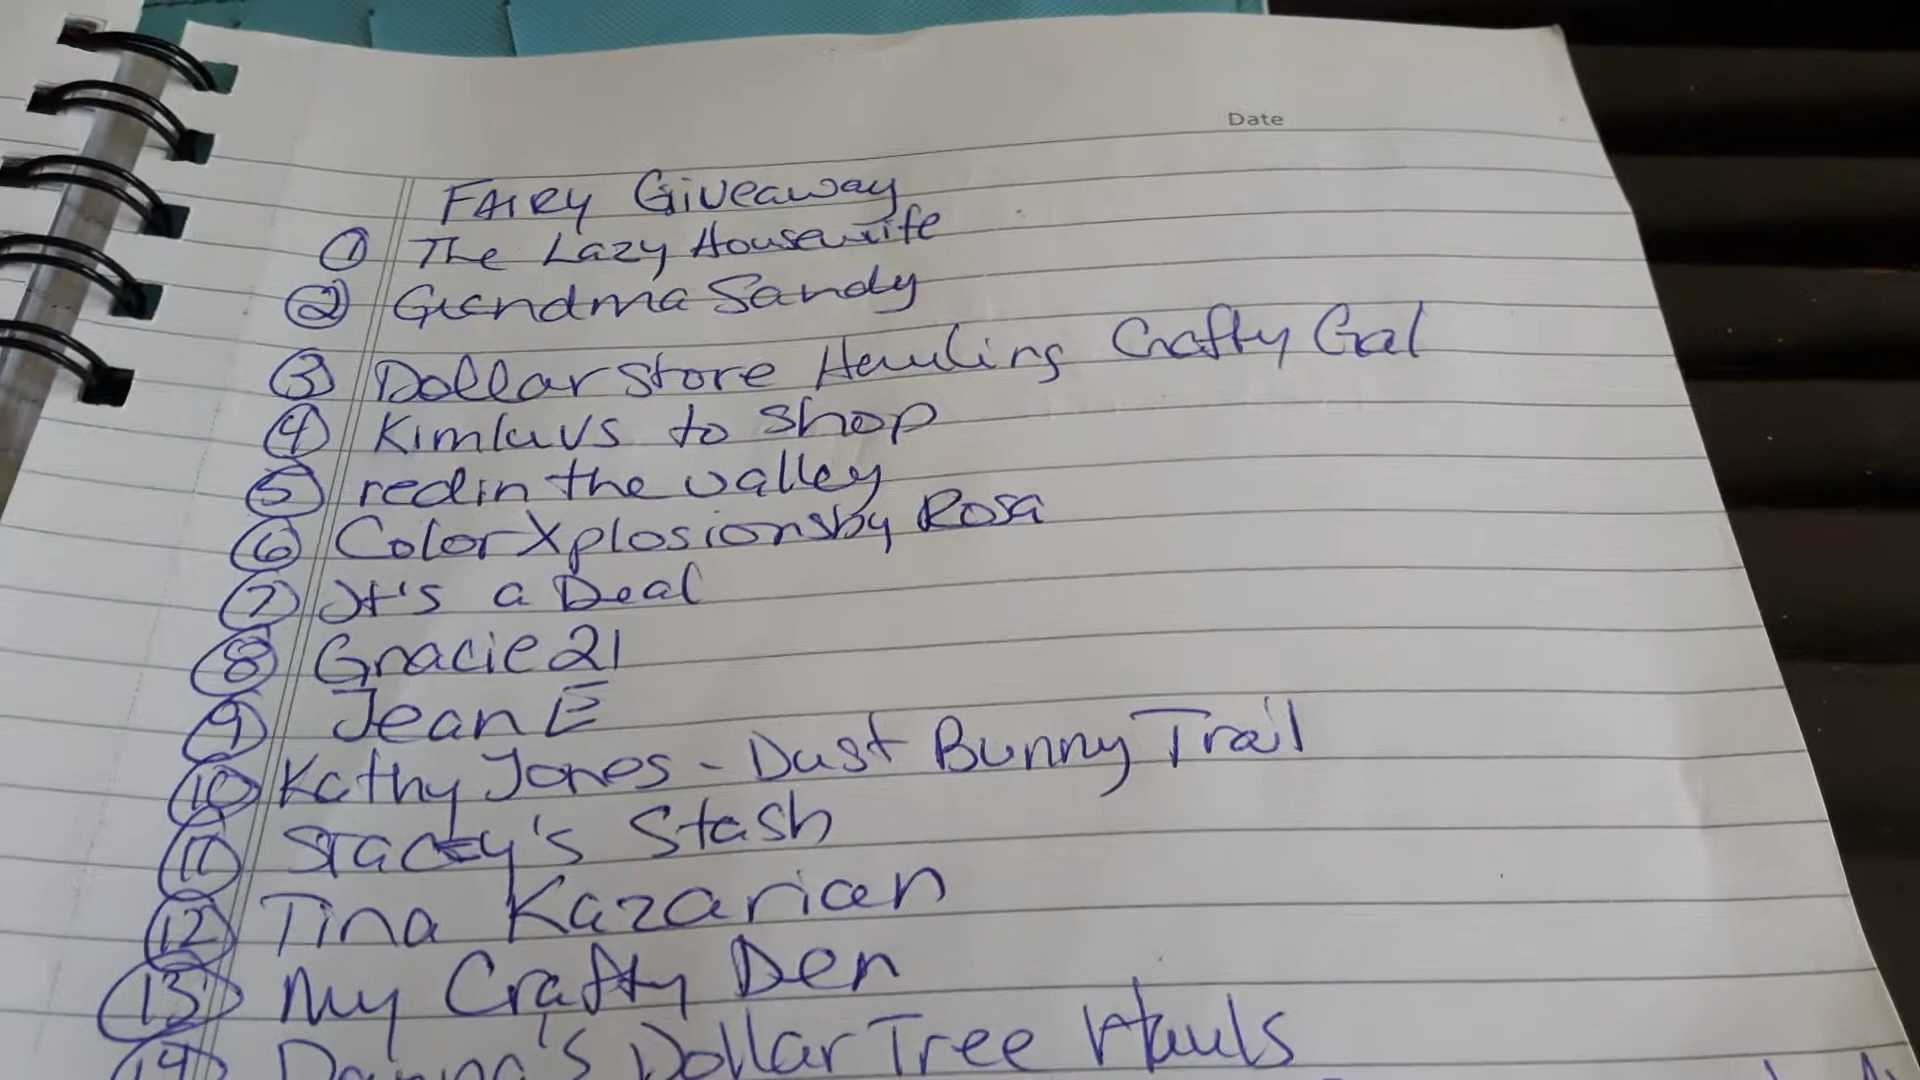 Date
FAIRY Giveaway
① The Lazy Housewife
② Grandma Sandy
③ Dollar store Hauling Crafty Gal
④ Kimluvs to shop
⑤ redin the valley
⑥ ColorXplosionsby Rosa
⑦ It's a Deal
⑧ Gracie21
⑨ Jean E
⑩ Kathy Jones - Dust Bunny Trail
⑪ Stacey's Stash
⑫ Tina Kazarian
⑬ My Crafty Den
⑭ Dollar Tree Hauls